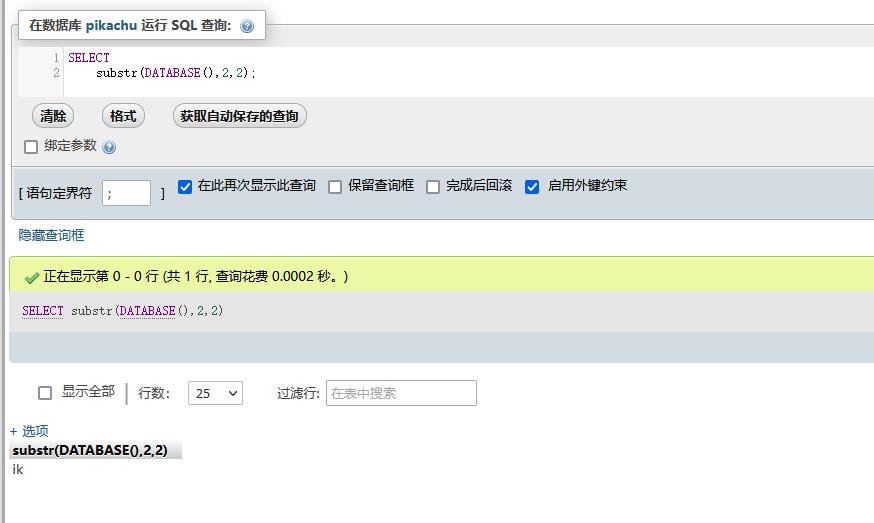 在数据库 pikachu 运行 SQL 查询:
1 SELECT
2 substr(DATABASE(),2,2);
清除 格式 获取自动保存的查询
绑定参数
[ 语句定界符 ; ] 在此再次显示此查询 保留查询框 完成后回滚 启用外键约束
隐藏查询框
正在显示第 0 - 0 行 (共 1 行, 查询花费 0.0002 秒。)
SELECT substr(DATABASE(),2,2)
显示全部 | 行数: 25 过滤行: 在表中搜索
+ 选项
substr(DATABASE(),2,2)
ik